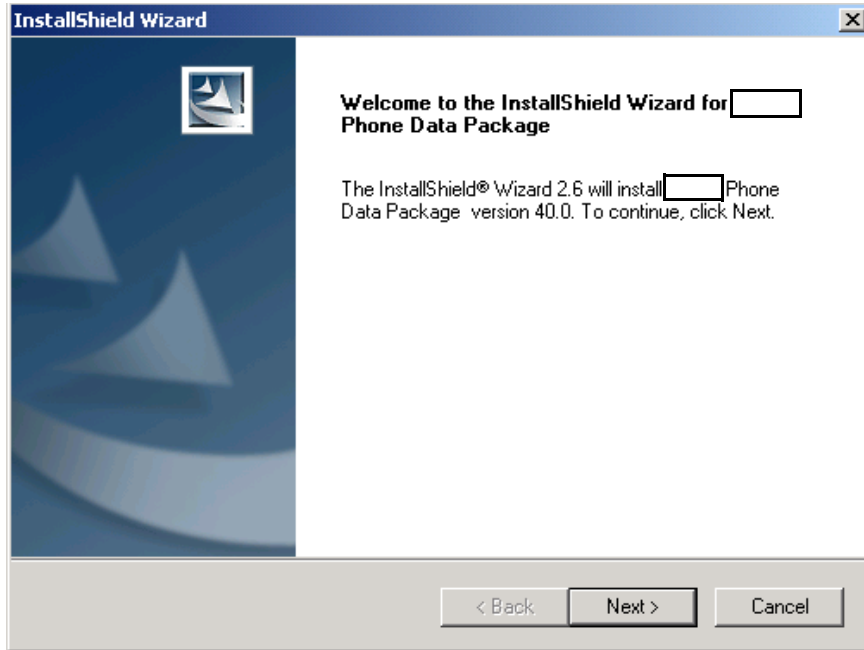 InstallShield Wizard
Welcome to the InstallShield Wizard for
Phone Data Package
The InstallShield® Wizard 2.6 will install Phone
Data Package version 40.0. To continue, click Next.
< Back
Next >
Cancel